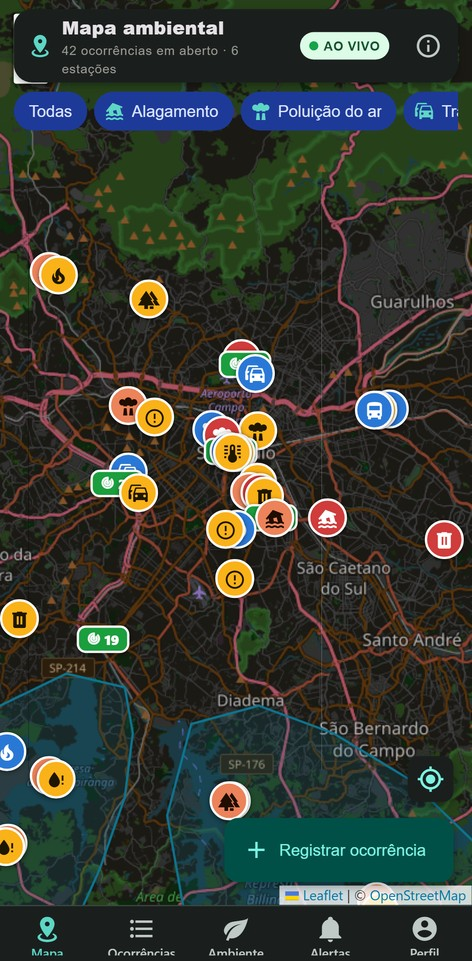 Mapa ambiental
42 ocorrências em aberto · 6
estações
AO VIVO
Todas
Alagamento
Poluição do ar
Guarulhos
Aeroporto
Campo
São Caetano
do Sul
Santo André
19
SP-214
Diadema
São Bernardo
do Campo
SP-176
Registrar ocorrência
Leaflet | © OpenStreetMap
Área de
Mapa
Ocorrências
Ambiente
Alertas
Perfil